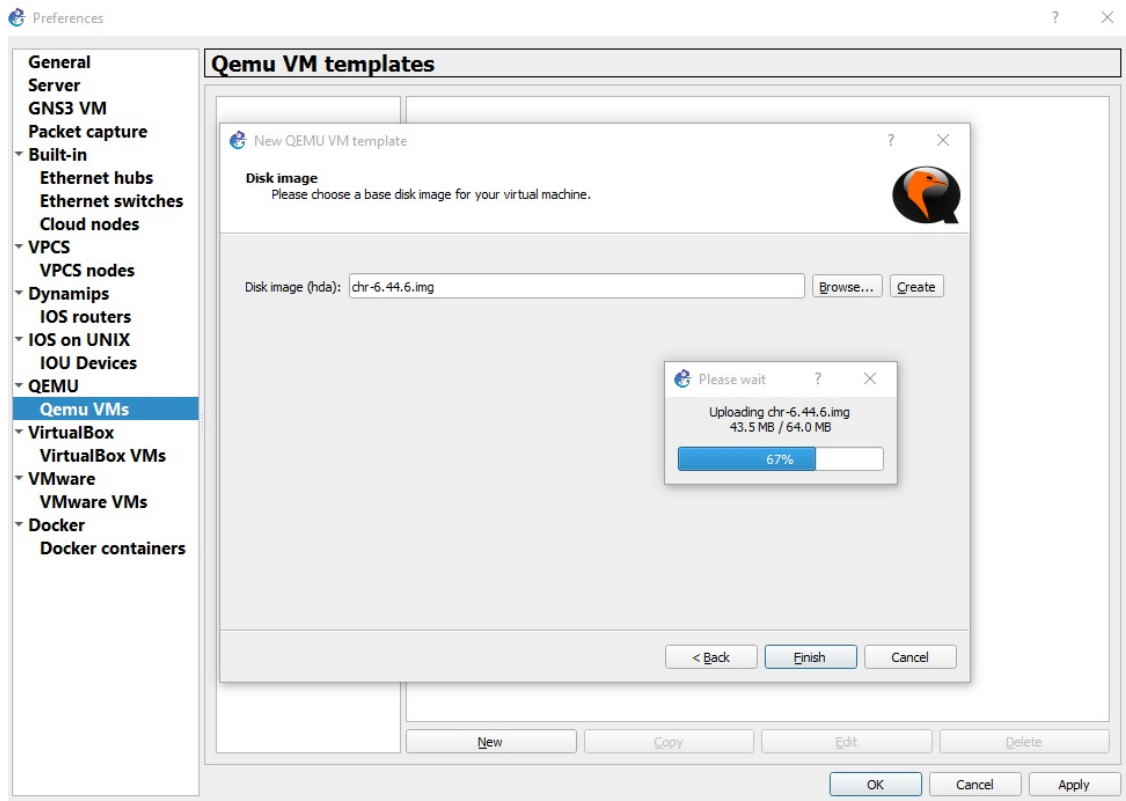 Preferences
General
Server
GNS3 VM
Packet capture
Built-in
Ethernet hubs
Ethernet switches
Cloud nodes
VPCS
VPCS nodes
Dynamips
IOS routers
IOS on UNIX
IOU Devices
QEMU
Qemu VMs
VirtualBox
VirtualBox VMs
VMware
VMware VMs
Docker
Docker containers
Qemu VM templates
New QEMU VM template
Disk image
Please choose a base disk image for your virtual machine.
Disk image (hda): chr-6.44.6.img Browse... Create
Please wait
Uploading chr-6.44.6.img
43.5 MB / 64.0 MB
67%
< Back Finish Cancel
New Copy Edit Delete
OK Cancel Apply